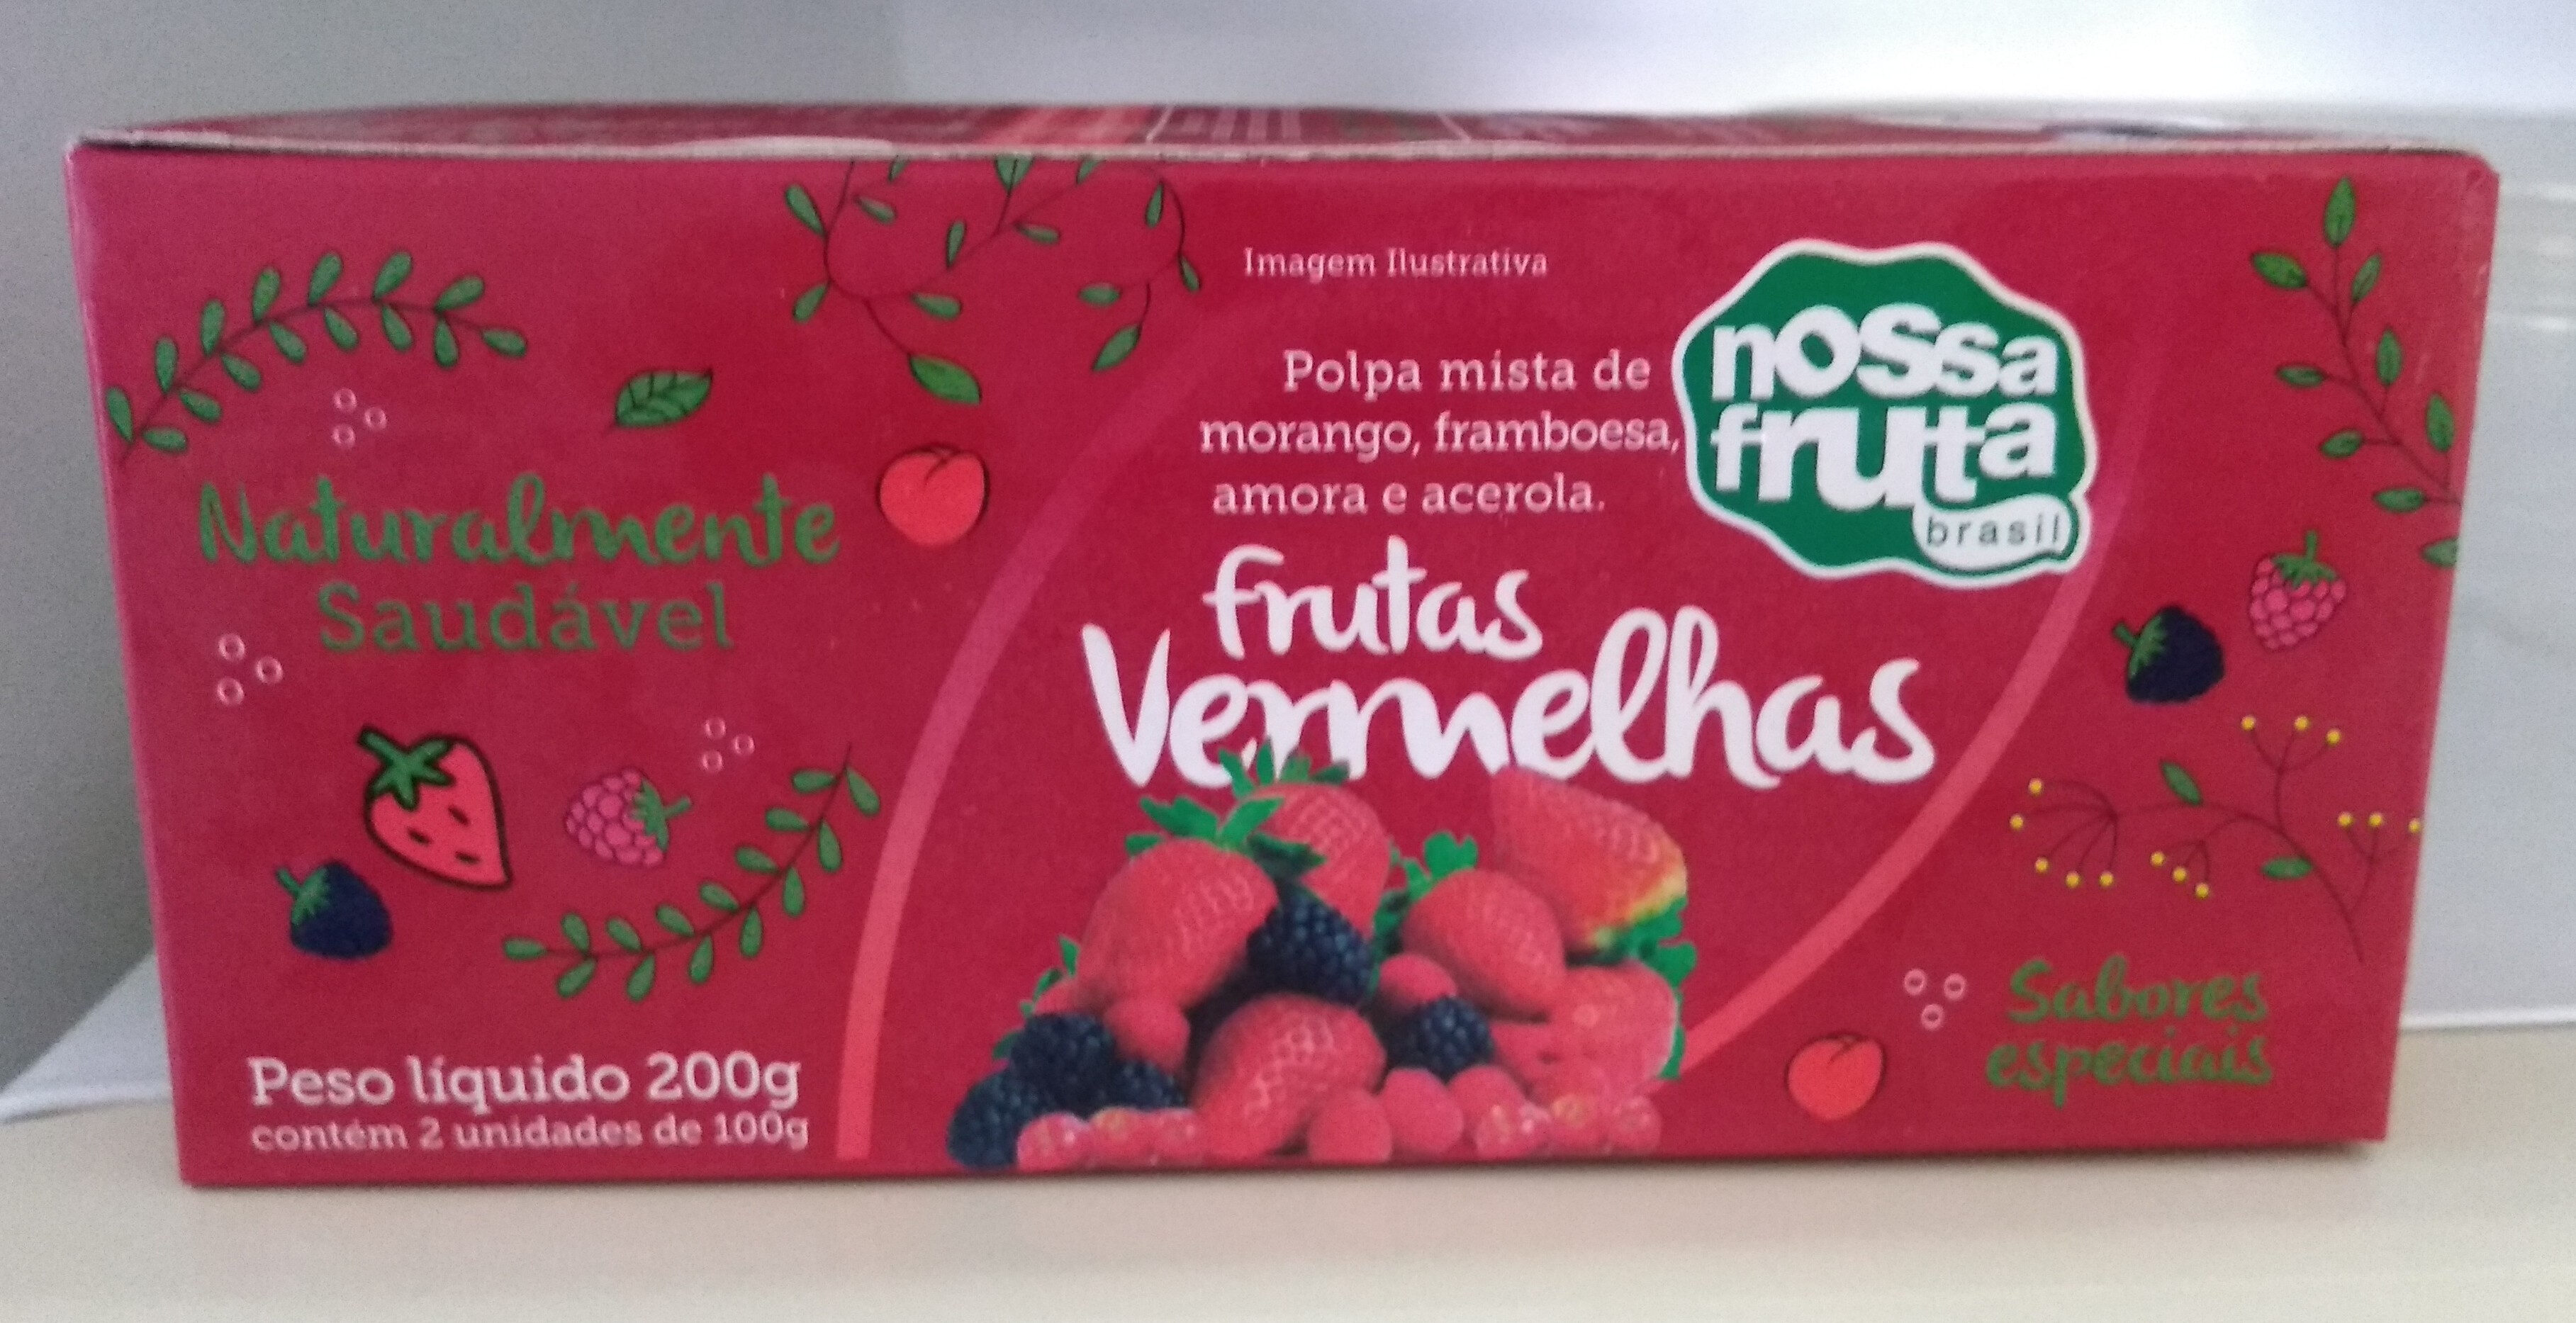 Imagem Ilustrativa
Polpa mista de
morango, framboesa,
amora e acerola.
nossa
fruta
brasil
frutas
Vermelhas
Naturalmente
Saudável
Peso líquido 200g
contém 2 unidades de 100g
Sabores
especiais